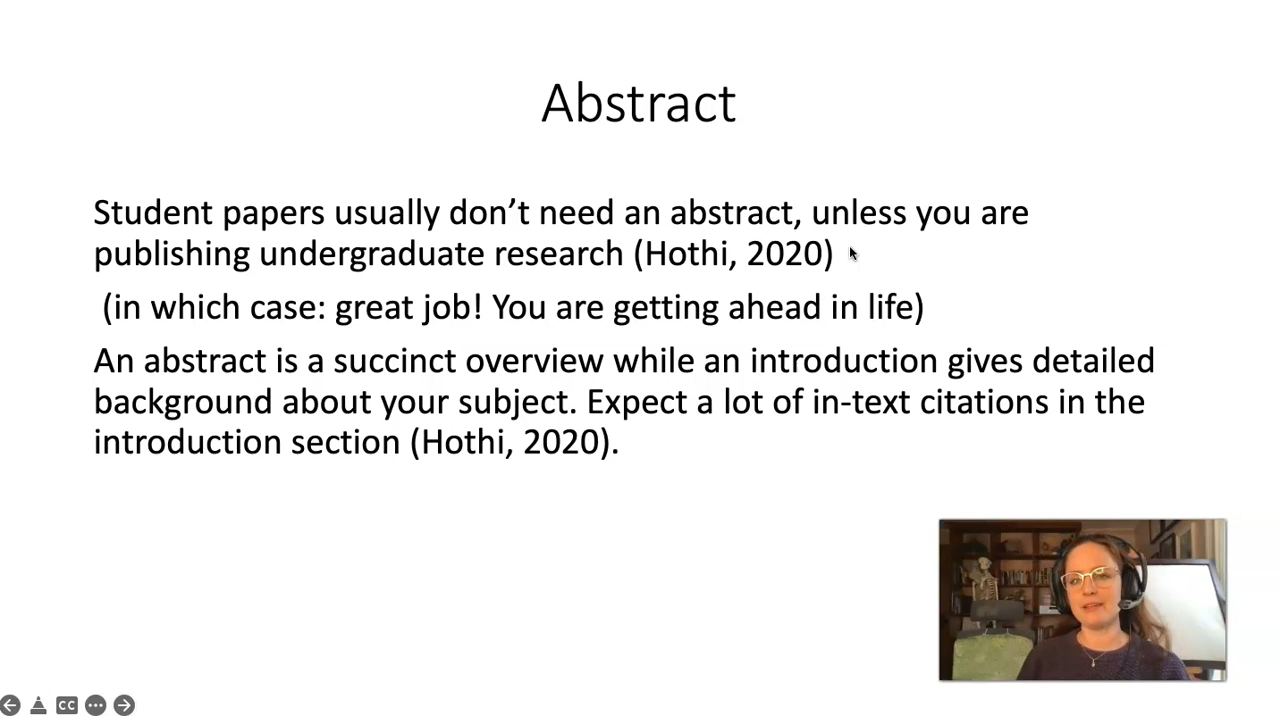 Abstract
Student papers usually don’t need an abstract, unless you are
publishing undergraduate research (Hothi, 2020)
(in which case: great job! You are getting ahead in life)
An abstract is a succinct overview while an introduction gives detailed
background about your subject. Expect a lot of in-text citations in the
introduction section (Hothi, 2020).
CC